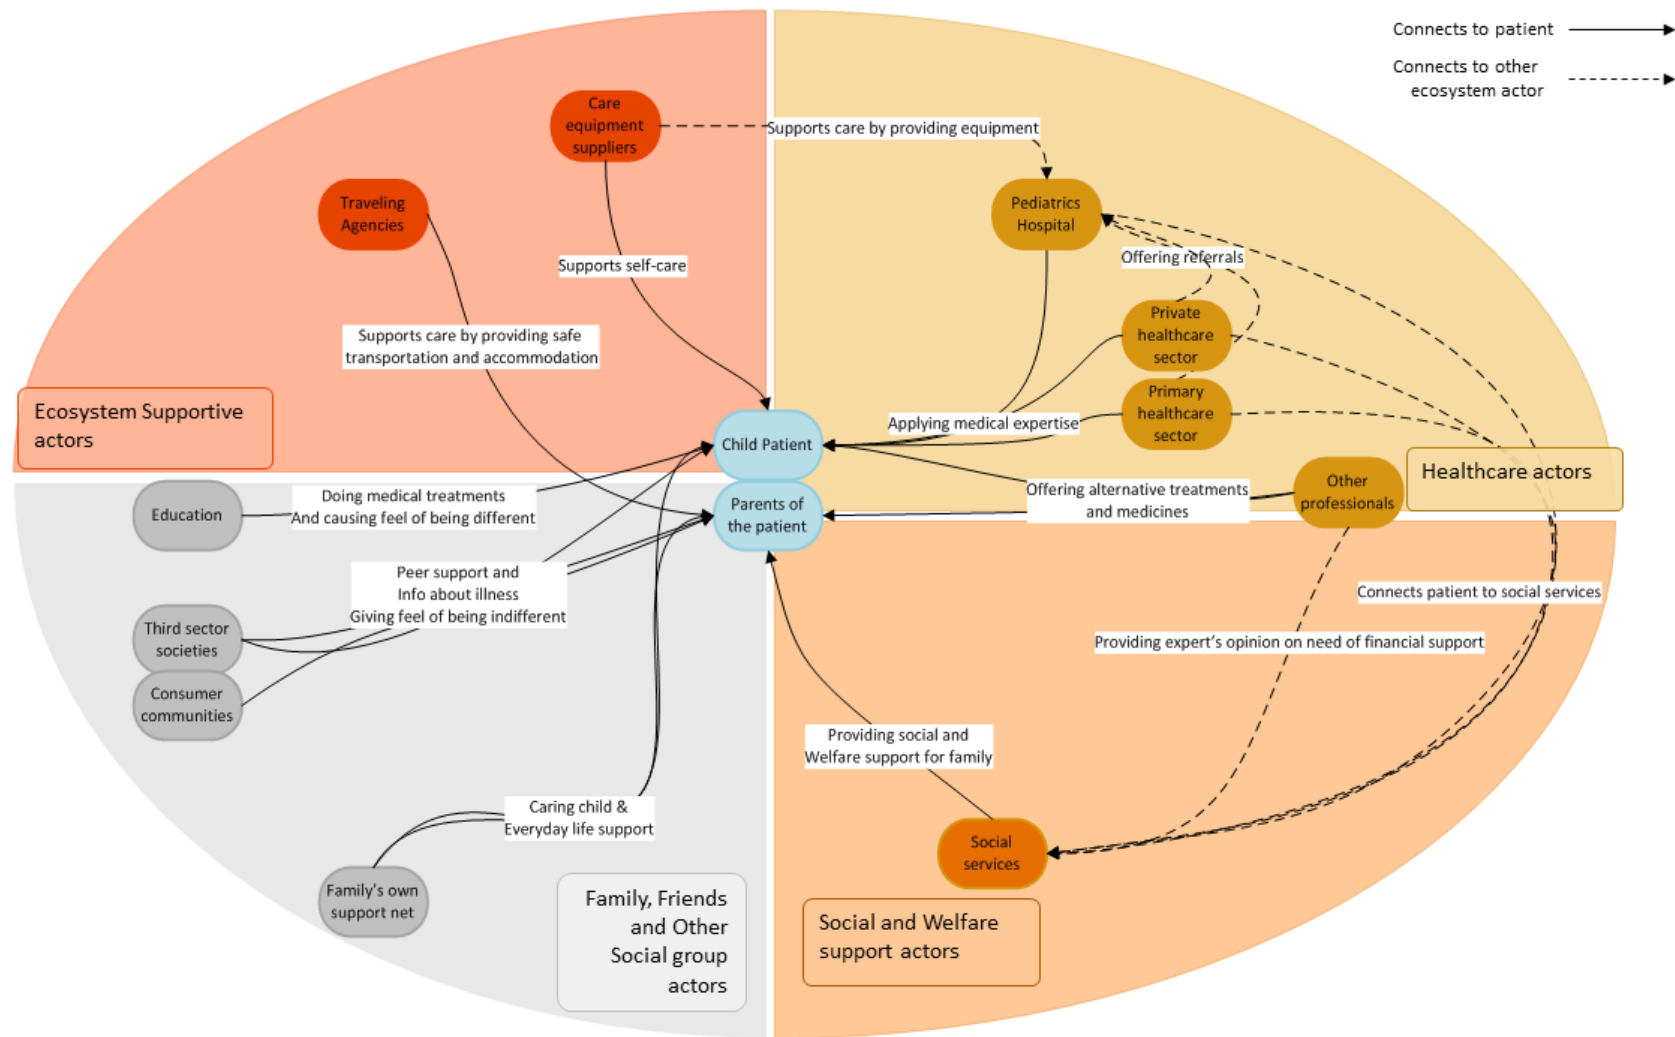 Connects to patient
Connects to other
ecosystem actor
Care
equipment
suppliers
Supports care by providing equipment
Traveling
Agencies
Pediatrics
Hospital
Supports self-care
Offering referrals
Supports care by providing safe
transportation and accommodation
Private
healthcare
sector
Primary
healthcare
sector
Ecosystem Supportive
actors
Child Patient
Applying medical expertise
Healthcare actors
Education
Doing medical treatments
And causing feel of being different
Parents of
the patient
Offering alternative treatments
and medicines
Other
professionals
Peer support and
Info about illness
Giving feel of being indifferent
Connects patient to social services
Third sector
societies
Providing expert's opinion on need of financial support
Consumer
communities
Providing social and
Welfare support for family
Caring child &
Everyday life support
Social
services
Family's own
support net
Family, Friends
and Other
Social group
actors
Social and Welfare
support actors